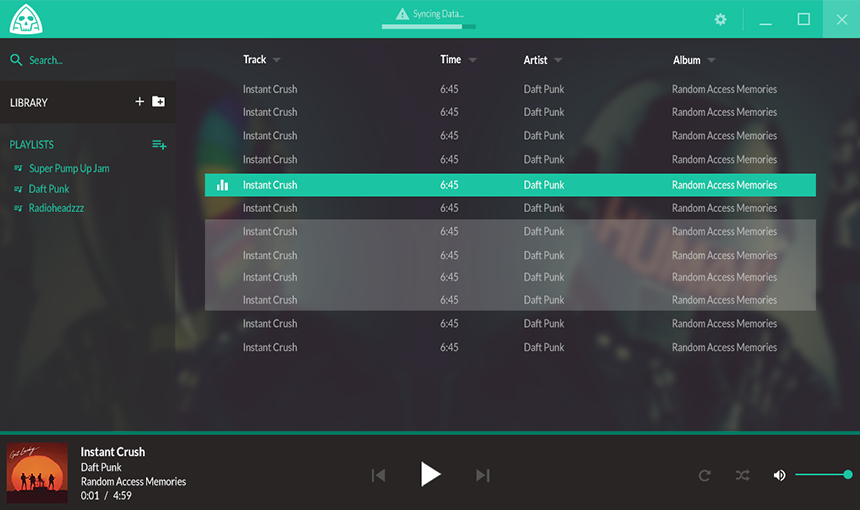 Syncing Data...
Search...
LIBRARY
PLAYLISTS
Super Pump Up Jam
Daft Punk
Radioheadzzz
Track Time Artist Album
Instant Crush 6:45 Daft Punk Random Access Memories
Instant Crush 6:45 Daft Punk Random Access Memories
Instant Crush 6:45 Daft Punk Random Access Memories
Instant Crush 6:45 Daft Punk Random Access Memories
Instant Crush 6:45 Daft Punk Random Access Memories
Instant Crush 6:45 Daft Punk Random Access Memories
Instant Crush 6:45 Daft Punk Random Access Memories
Instant Crush 6:45 Daft Punk Random Access Memories
Instant Crush 6:45 Daft Punk Random Access Memories
Instant Crush 6:45 Daft Punk Random Access Memories
Instant Crush 6:45 Daft Punk Random Access Memories
Instant Crush 6:45 Daft Punk Random Access Memories
Get Lucky
Instant Crush
Daft Punk
Random Access Memories
0:01 / 4:59